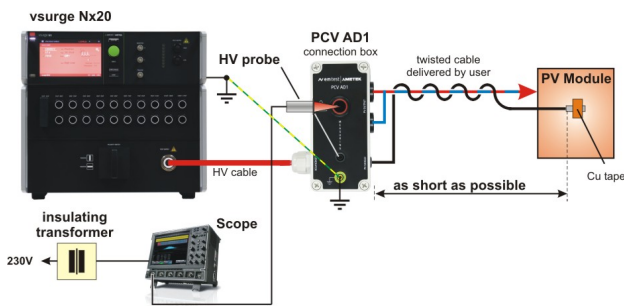 vsurge Nx20
PCV AD1
connection box
HV probe
twisted cable
delivered by user
PV Module
AMETEK
PCV AD1
HV cable
Cu tape
as short as possible
insulating
transformer
Scope
230V